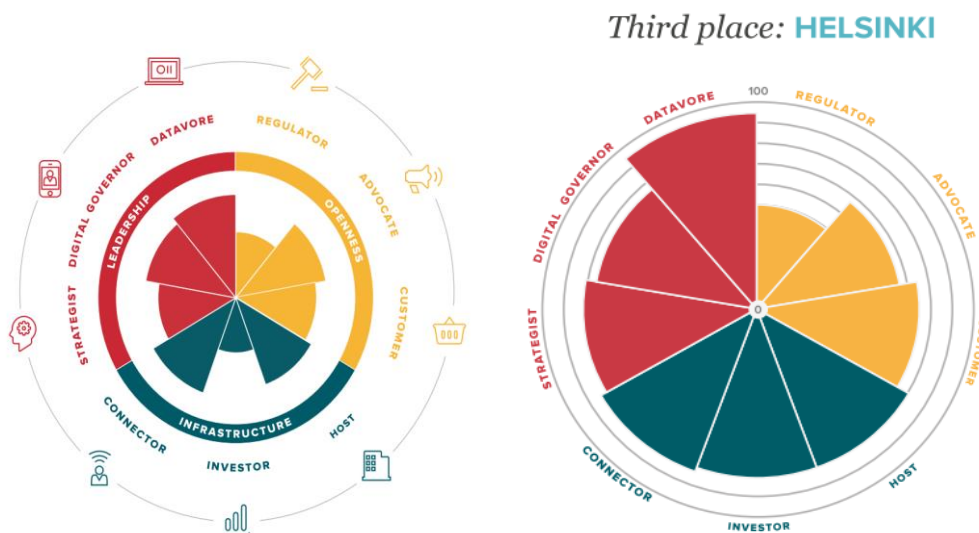 Third place: HELSINKI
DATAVORE
REGULATOR
DIGITAL GOVERNOR
ADVOCATE
LEADERSHIP
OPENNESS
STRATEGIST
CUSTOMER
CONNECTOR
INFRASTRUCTURE
HOST
INVESTOR
100
DATAVORE
REGULATOR
DIGITAL GOVERNOR
ADVOCATE
0
STRATEGIST
STOMER
CONNECTOR
HOST
INVESTOR